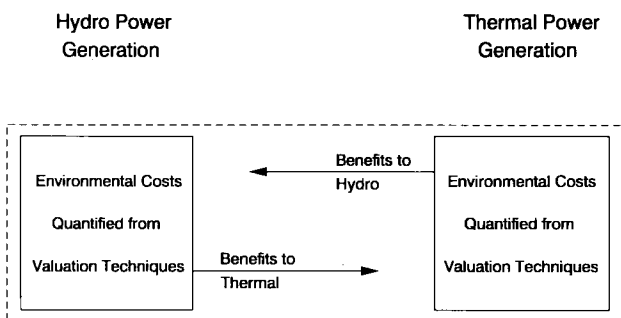 Hydro Power
Generation
Thermal Power
Generation
Environmental Costs
Quantified from
Valuation Techniques
Benefits to
Hydro
Benefits to
Thermal
Environmental Costs
Quantified from
Valuation Techniques